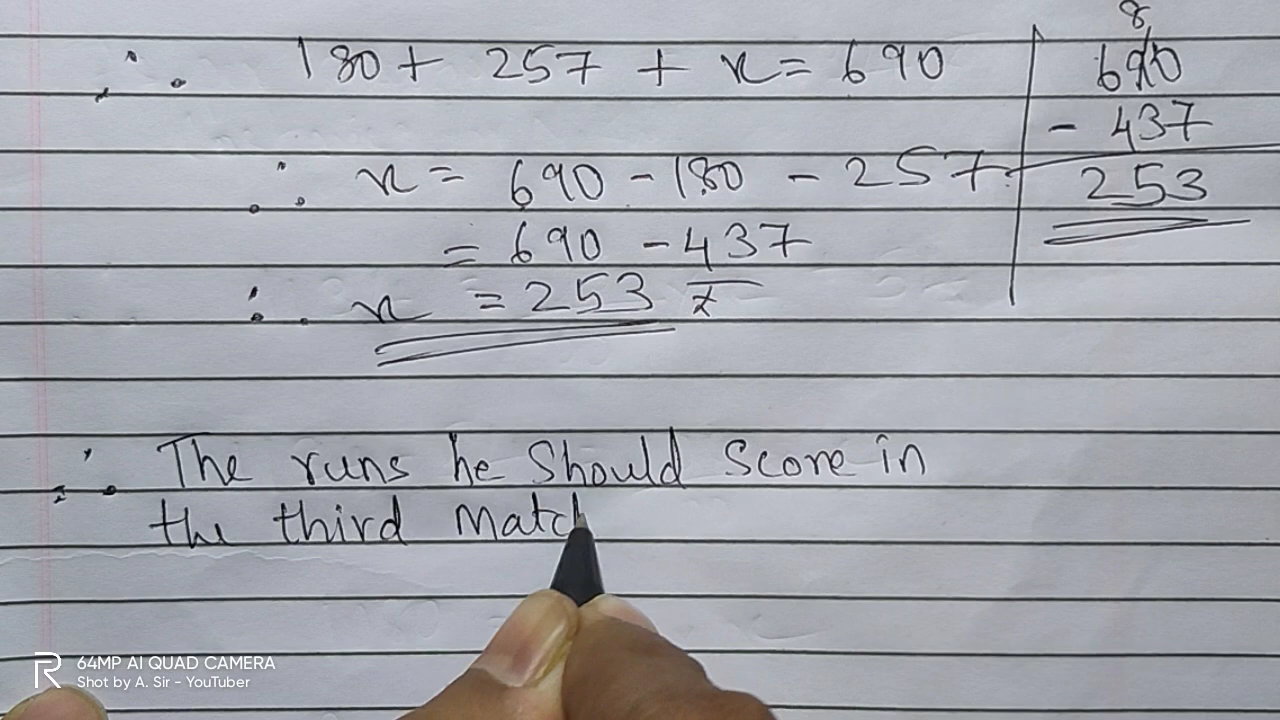 ∴ 180 + 257 + x = 690
∴ x = 690 - 180 - 257
= 690 - 437
∴ x = 253
8
690
- 437
253
∴ The runs he should score in
the third match
R 64MP AI QUAD CAMERA
Shot by A. Sir - YouTuber